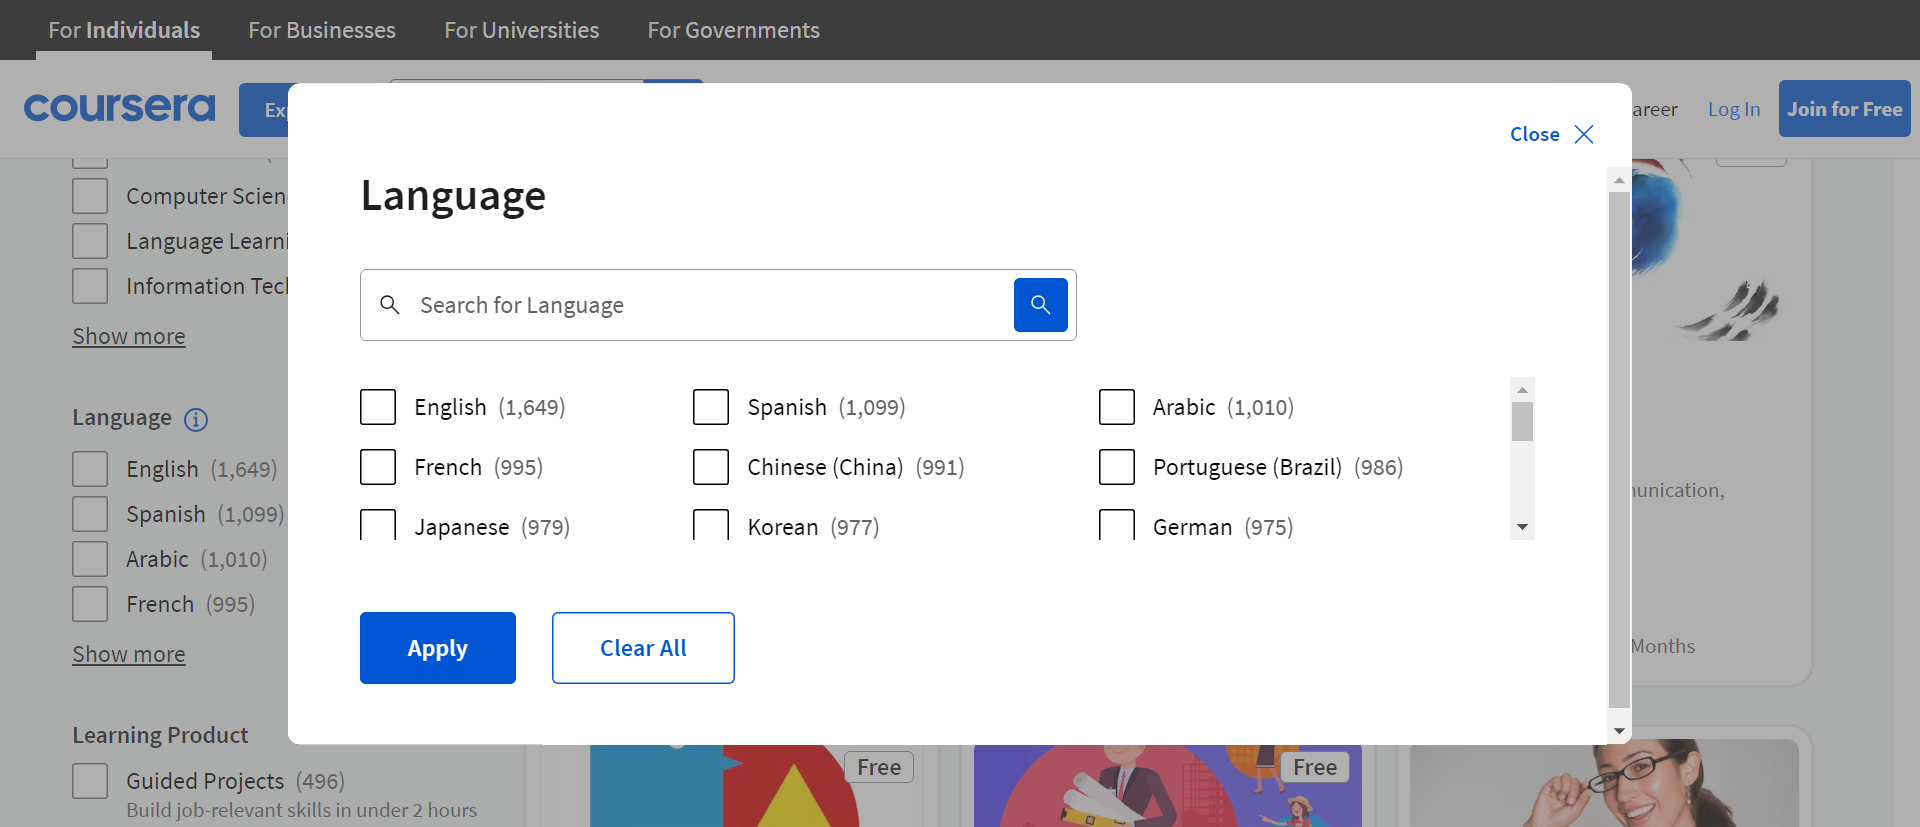 For Individuals
For Businesses
For Universities
For Governments
coursera
Log In
Join for Free
Close
Language
Search for Language
English (1,649)
Spanish (1,099)
Arabic (1,010)
French (995)
Chinese (China) (991)
Portuguese (Brazil) (986)
Japanese (979)
Korean (977)
German (975)
Apply
Clear All
Computer Scien
Language Learni
Information Tec
Show more
Language
English (1,649)
Spanish (1,099)
Arabic (1,010)
French (995)
Show more
Learning Product
Guided Projects (496)
Build job-relevant skills in under 2 hours
Months
Free
Free